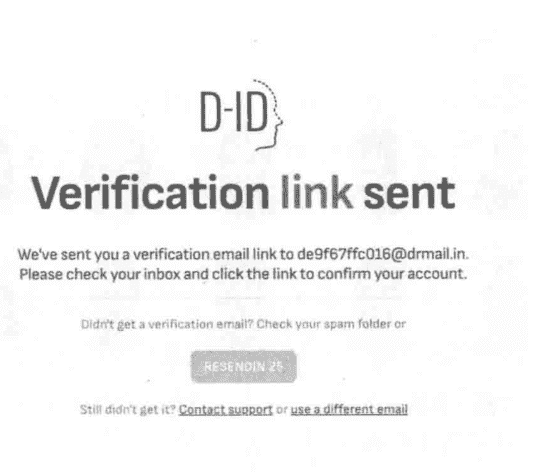 D-ID
Verification link sent
We've sent you a verification email link to de9f67ffc016@drmail.in.
Please check your inbox and click the link to confirm your account.
Didn't get a verification email? Check your spam folder or
RESENDIN 25
Still didn't get it? Contact support or use a different email